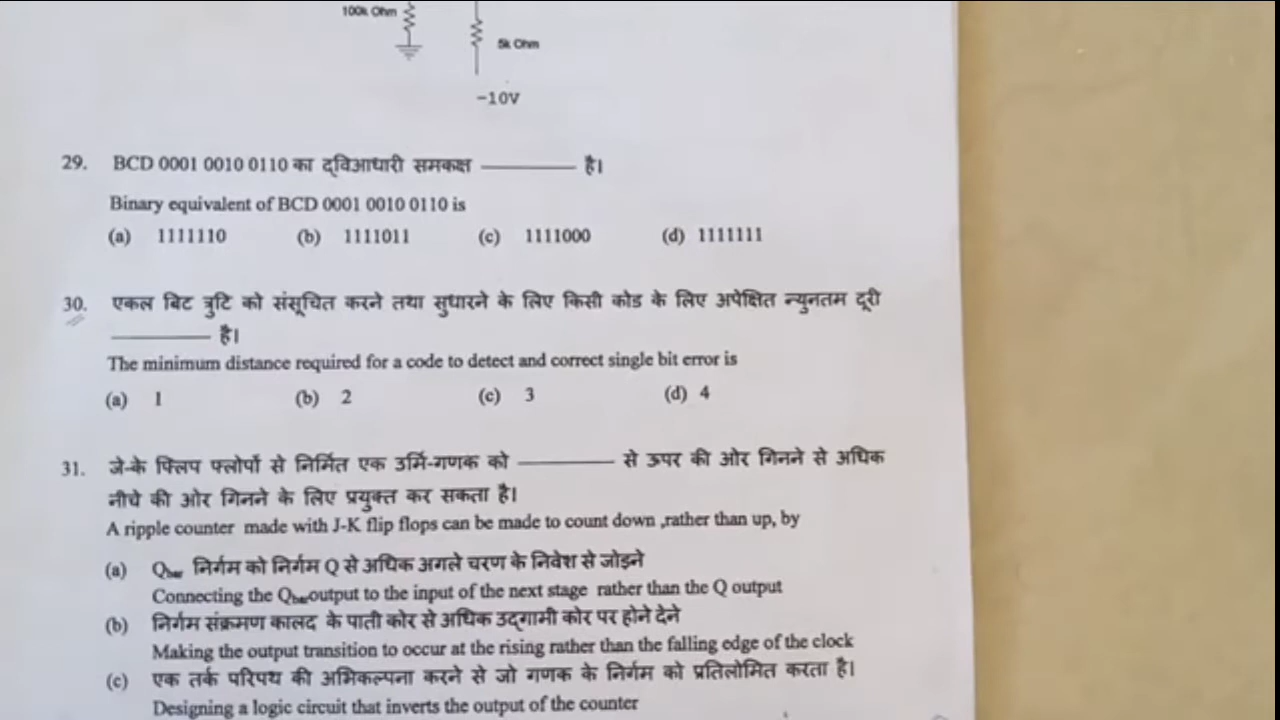 100k Ohm
5k Ohm
-10V
29. BCD 0001 0010 0110 का द्विआधारी समकक्ष ________ है।
Binary equivalent of BCD 0001 0010 0110 is
(a) 1111110 (b) 1111011 (c) 1111000 (d) 1111111
30. एकल बिट त्रुटि को संसूचित करने तथा सुधारने के लिए किसी कोड के लिए अपेक्षित न्युनतम दूरी
________ है।
The minimum distance required for a code to detect and correct single bit error is
(a) 1 (b) 2 (c) 3 (d) 4
31. जे-के फ्लिप फ्लोपों से निर्मित एक उर्मि-गणक को ________ से ऊपर की ओर गिनने से अधिक
नीचे की ओर गिनने के लिए प्रयुक्त कर सकता है।
A ripple counter made with J-K flip flops can be made to count down ,rather than up, by
(a) Qbar निर्गम को निर्गम Q से अधिक अगले चरण के निवेश से जोड़ने
Connecting the Qbar output to the input of the next stage rather than the Q output
(b) निर्गम संक्रमण कालद के पाती कोर से अधिक उद्गामी कोर पर होने देने
Making the output transition to occur at the rising rather than the falling edge of the clock
(c) एक तर्क परिपथ की अभिकल्पना करने से जो गणक के निर्गम को प्रतिलोमित करता है।
Designing a logic circuit that inverts the output of the counter